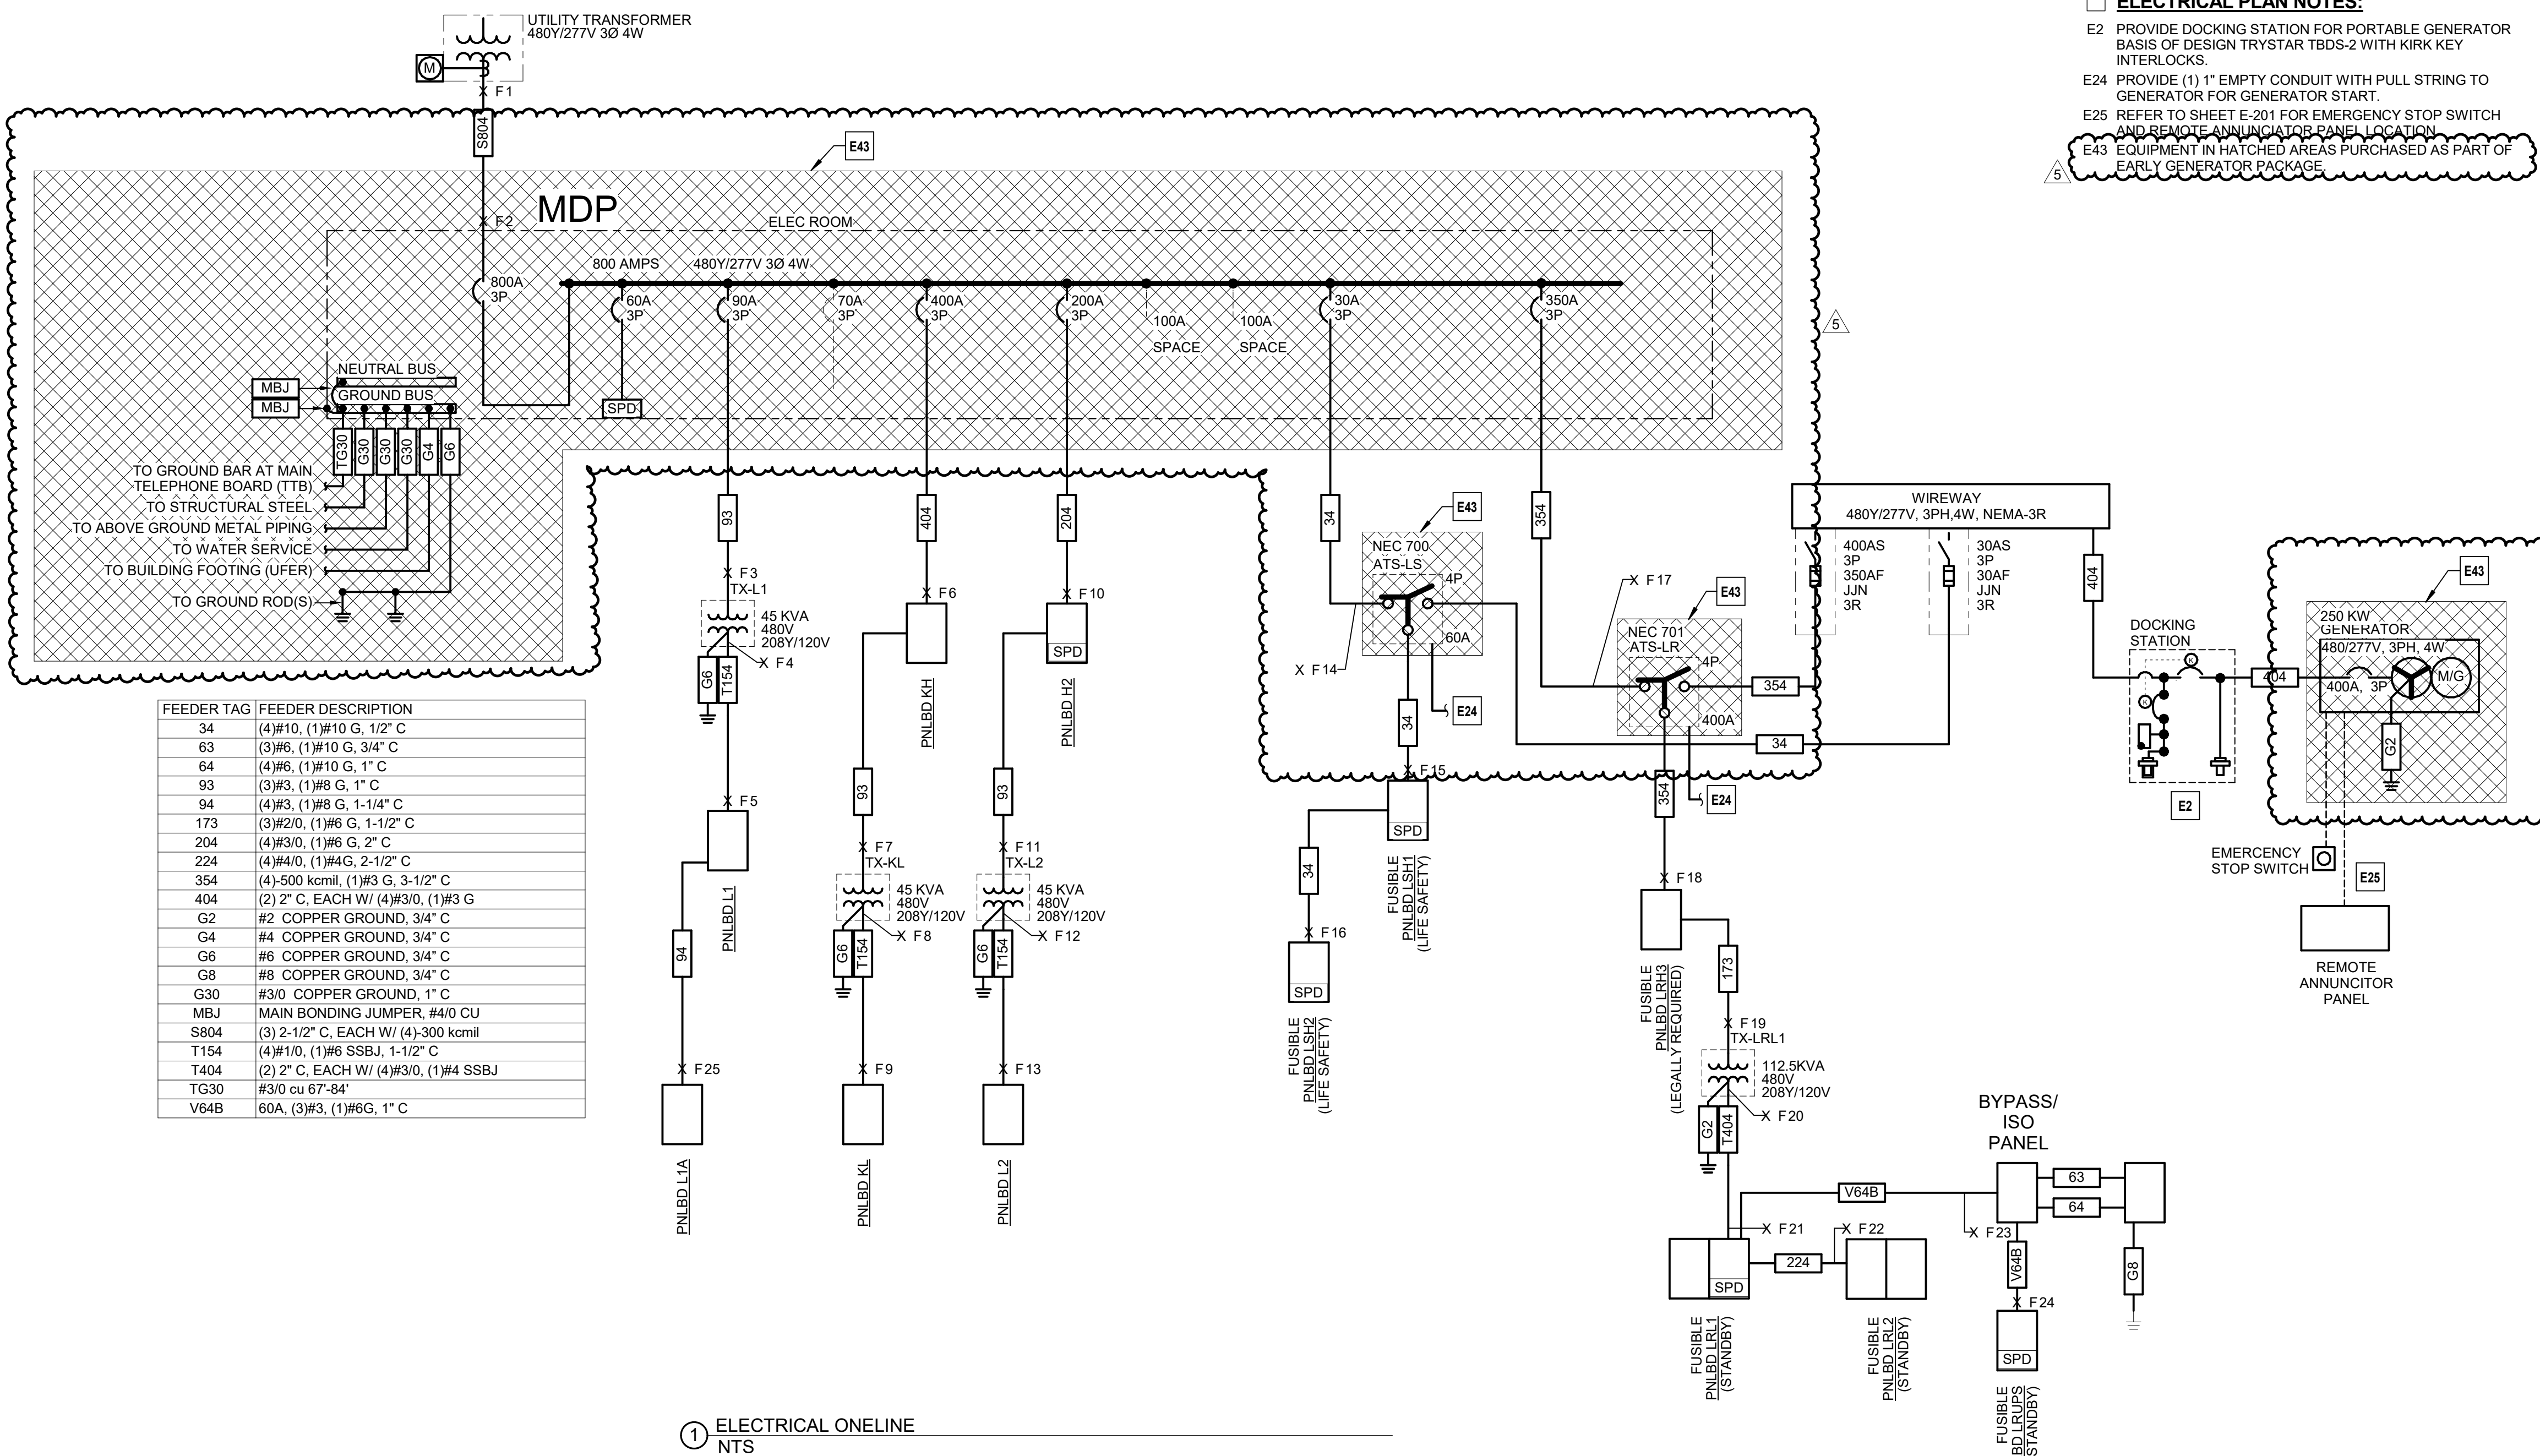 UTILITY TRANSFORMER
480Y/277V 3Ø 4W
M
F1
S804
ELECTRICAL PLAN NOTES:
E2 PROVIDE DOCKING STATION FOR PORTABLE GENERATOR
BASIS OF DESIGN TRYSTAR TBDS-2 WITH KIRK KEY
INTERLOCKS.
E24 PROVIDE (1) 1" EMPTY CONDUIT WITH PULL STRING TO
GENERATOR FOR GENERATOR START.
E25 REFER TO SHEET E-201 FOR EMERGENCY STOP SWITCH
AND REMOTE ANNUNCIATOR PANEL LOCATION
E43 EQUIPMENT IN HATCHED AREAS PURCHASED AS PART OF
EARLY GENERATOR PACKAGE.
5
E43
MDP
F2
ELEC ROOM
800 AMPS
480Y/277V 3Ø 4W
800A
3P
60A
3P
90A
3P
70A
3P
400A
3P
200A
3P
100A
SPACE
100A
SPACE
30A
3P
350A
3P
5
SPD
NEUTRAL BUS
GROUND BUS
MBJ
MBJ
TG30
G30
G30
G30
G4
G6
TO GROUND BAR AT MAIN
TELEPHONE BOARD (TTB)
TO STRUCTURAL STEEL
TO ABOVE GROUND METAL PIPING
TO WATER SERVICE
TO BUILDING FOOTING (UFER)
TO GROUND ROD(S)
93
404
204
34
354
F3
TX-L1
45 KVA
480V
208Y/120V
F4
G6
T154
F5
PNLBD L1
94
F25
PNLBD L1A
F6
PNLBD KH
93
F7
TX-KL
45 KVA
480V
208Y/120V
F8
G6
T154
F9
PNLBD KL
F10
SPD
PNLBD H2
93
F11
TX-L2
45 KVA
480V
208Y/120V
F12
G6
T154
F13
PNLBD L2
E43
NEC 700
ATS-LS
4P
60A
F14
34
E24
F15
SPD
FUSIBLE
PNLBD LSH1
(LIFE SAFETY)
34
F16
SPD
FUSIBLE
PNLBD LSH2
(LIFE SAFETY)
F17
E43
NEC 701
ATS-LR
4P
400A
354
34
354
E24
F18
FUSIBLE
PNLBD LRH3
(LEGALLY REQUIRED)
173
F19
TX-LRL1
112.5KVA
480V
208Y/120V
F20
G2
T404
F21
SPD
FUSIBLE
PNLBD LRL1
(STANDBY)
224
F22
FUSIBLE
PNLBD LRL2
(STANDBY)
V64B
F23
BYPASS/
ISO
PANEL
63
64
V64B
G8
F24
SPD
FUSIBLE
BD LRUPS
STANDBY)
WIREWAY
480Y/277V, 3PH,4W, NEMA-3R
400AS
3P
350AF
JJN
3R
30AS
3P
30AF
JJN
3R
404
DOCKING
STATION
K
K
E2
404
E43
250 KW
GENERATOR
480/277V, 3PH, 4W
400A, 3P
M/G
G2
EMERGENCY
STOP SWITCH
E25
REMOTE
ANNUNCITOR
PANEL
FEEDER TAG FEEDER DESCRIPTION
34 (4)#10, (1)#10 G, 1/2" C
63 (3)#6, (1)#10 G, 3/4" C
64 (4)#6, (1)#10 G, 1" C
93 (3)#3, (1)#8 G, 1" C
94 (4)#3, (1)#8 G, 1-1/4" C
173 (3)#2/0, (1)#6 G, 1-1/2" C
204 (4)#3/0, (1)#6 G, 2" C
224 (4)#4/0, (1)#4G, 2-1/2" C
354 (4)-500 kcmil, (1)#3 G, 3-1/2" C
404 (2) 2" C, EACH W/ (4)#3/0, (1)#3 G
G2 #2 COPPER GROUND, 3/4" C
G4 #4 COPPER GROUND, 3/4" C
G6 #6 COPPER GROUND, 3/4" C
G8 #8 COPPER GROUND, 3/4" C
G30 #3/0 COPPER GROUND, 1" C
MBJ MAIN BONDING JUMPER, #4/0 CU
S804 (3) 2-1/2" C, EACH W/ (4)-300 kcmil
T154 (4)#1/0, (1)#6 SSBJ, 1-1/2" C
T404 (2) 2" C, EACH W/ (4)#3/0, (1)#4 SSBJ
TG30 #3/0 cu 67'-84'
V64B 60A, (3)#3, (1)#6G, 1" C
1 ELECTRICAL ONELINE
NTS